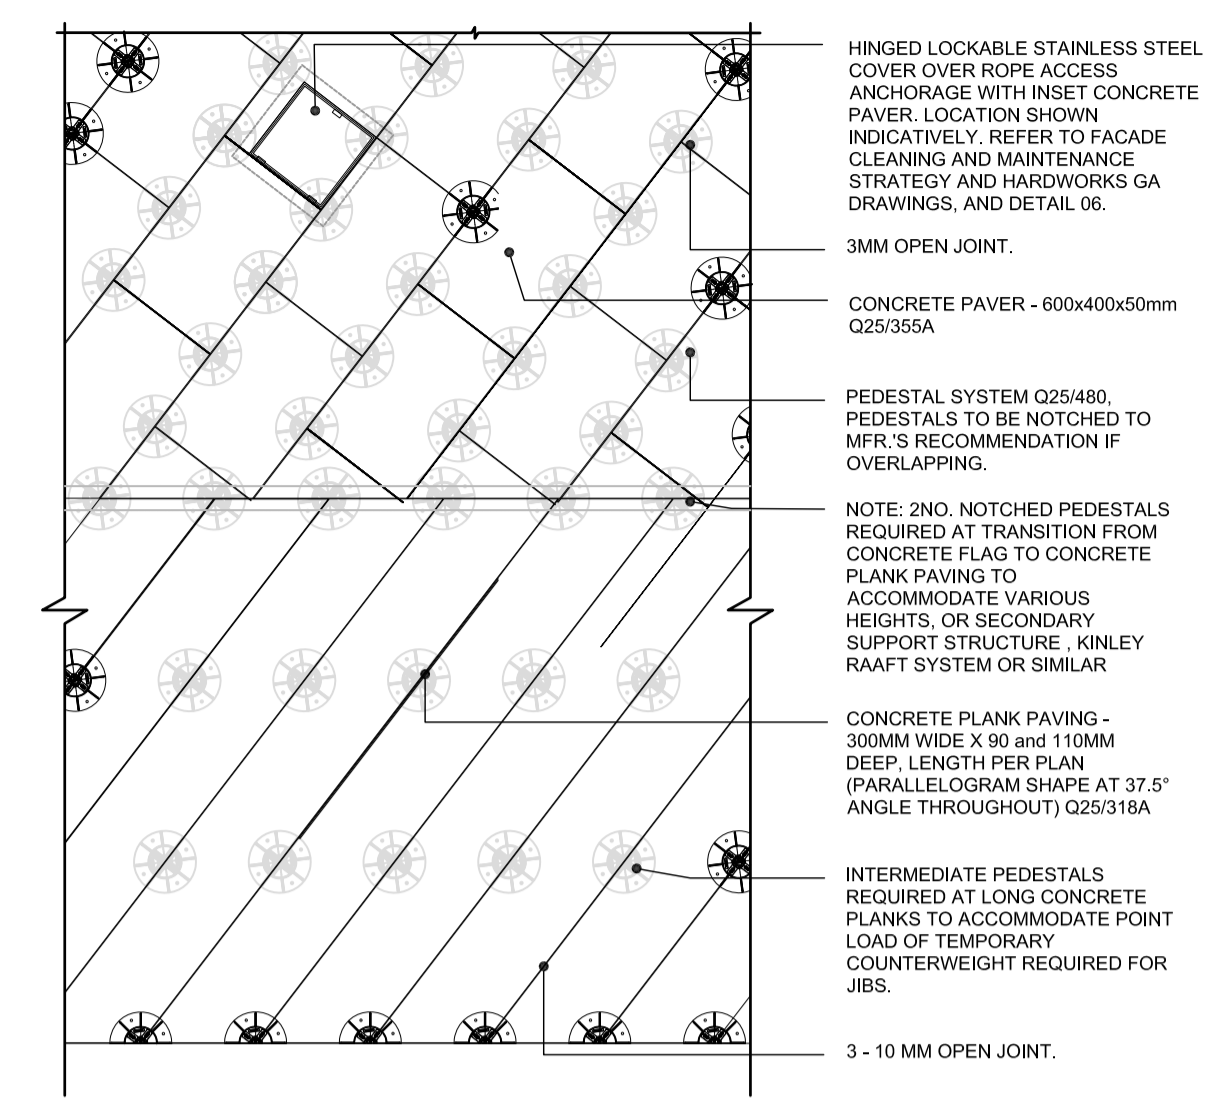 HINGED LOCKABLE STAINLESS STEEL
COVER OVER ROPE ACCESS
ANCHORAGE WITH INSET CONCRETE
PAVER. LOCATION SHOWN
INDICATIVELY. REFER TO FACADE
CLEANING AND MAINTENANCE
STRATEGY AND HARDWORKS GA
DRAWINGS, AND DETAIL 06.
3MM OPEN JOINT.
CONCRETE PAVER - 600x400x50mm
Q25/355A
PEDESTAL SYSTEM Q25/480,
PEDESTALS TO BE NOTCHED TO
MFR.'S RECOMMENDATION IF
OVERLAPPING.
NOTE: 2NO. NOTCHED PEDESTALS
REQUIRED AT TRANSITION FROM
CONCRETE FLAG TO CONCRETE
PLANK PAVING TO
ACCOMMODATE VARIOUS
HEIGHTS, OR SECONDARY
SUPPORT STRUCTURE , KINLEY
RAAFT SYSTEM OR SIMILAR
CONCRETE PLANK PAVING -
300MM WIDE X 90 and 110MM
DEEP, LENGTH PER PLAN
(PARALLELOGRAM SHAPE AT 37.5°
ANGLE THROUGHOUT) Q25/318A
INTERMEDIATE PEDESTALS
REQUIRED AT LONG CONCRETE
PLANKS TO ACCOMMODATE POINT
LOAD OF TEMPORARY
COUNTERWEIGHT REQUIRED FOR
JIBS.
3 - 10 MM OPEN JOINT.